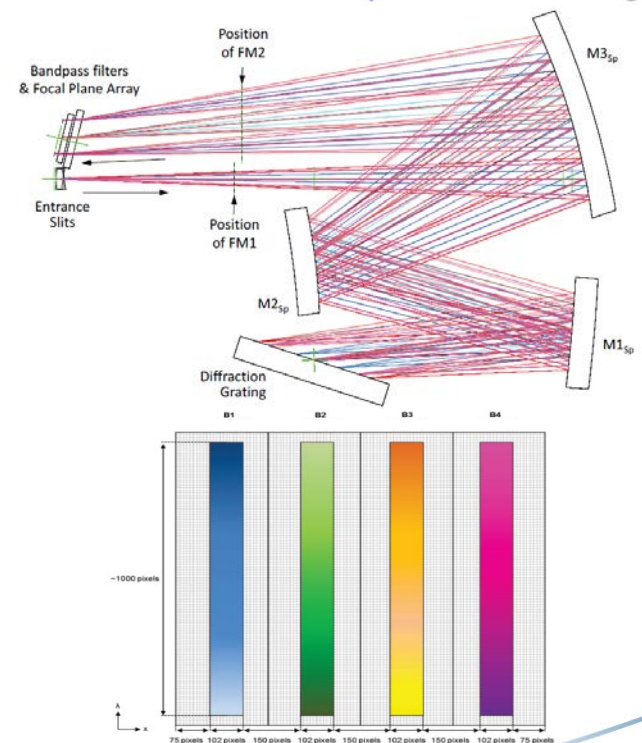 Position
of FM2
M3Sp
Bandpass filters
& Focal Plane Array
Entrance
Slits
Position
of FM1
M2Sp
M1Sp
Diffraction
Grating
B1 B2 B3 B4
~1000 pixels
λ
x
75 pixels 102 pixels 150 pixels 102 pixels 150 pixels 102 pixels 150 pixels 102 pixels 75 pixels